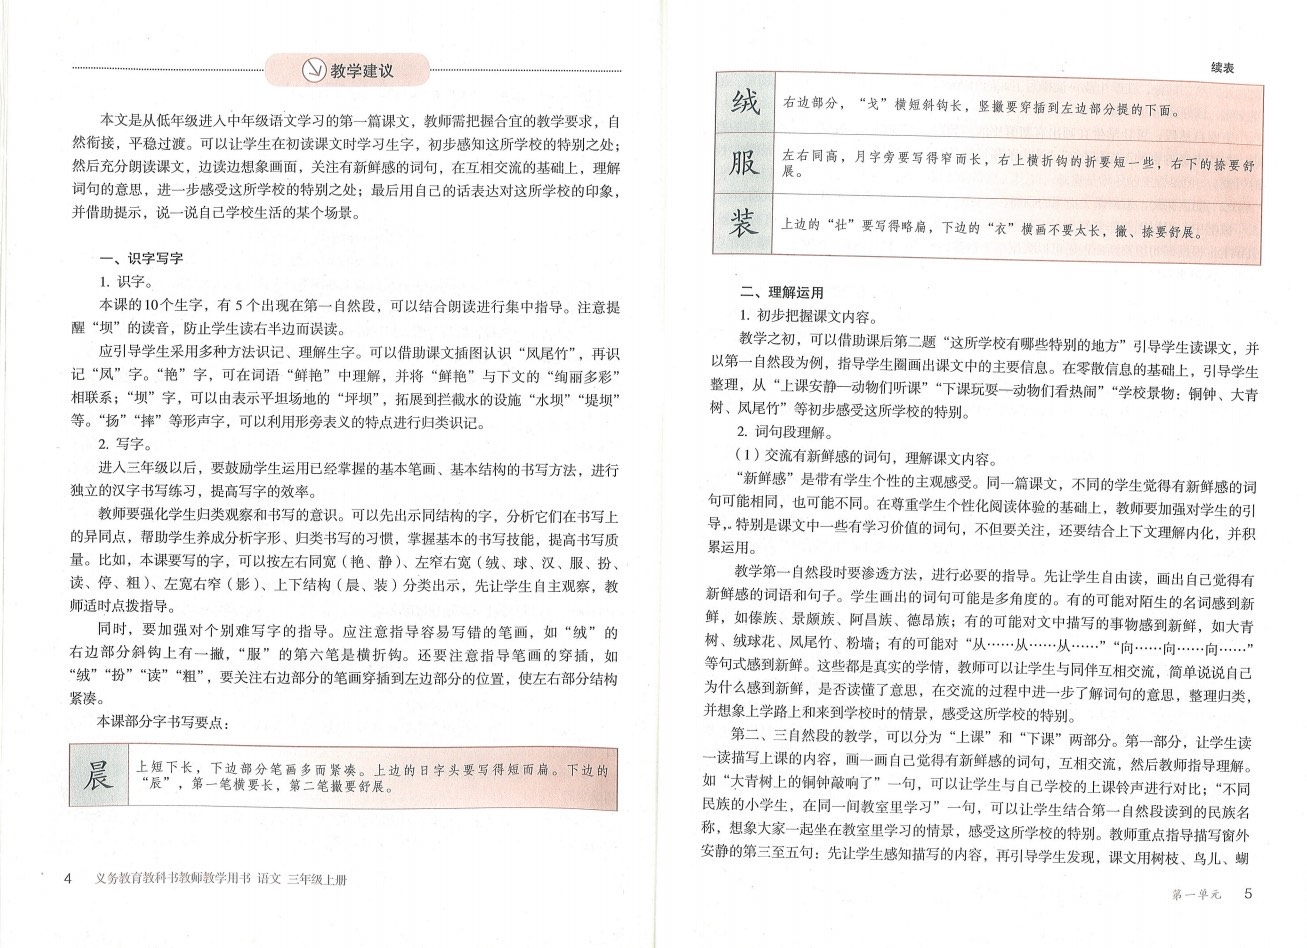 教学建议
本文是从低年级进入中年级语文学习的第一篇课文，教师需把握合宜的教学要求，自
然衔接，平稳过渡。可以让学生在初读课文时学习生字，初步感知这所学校的特别之处；
然后充分朗读课文，边读边想象画面，关注有新鲜感的词句，在互相交流的基础上，理解
词句的意思，进一步感受这所学校的特别之处；最后用自己的话表达对这所学校的印象，
并借助提示，说一说自己学校生活的某个场景。
一、识字写字
1. 识字。
本课的10个生字，有5个出现在第一自然段，可以结合朗读进行集中指导。注意提
醒“坝”的读音，防止学生读右半边而误读。
应引导学生采用多种方法识记、理解生字。可以借助课文插图认识“凤尾竹”，再识
记“凤”字。“艳”字，可在词语“鲜艳”中理解，并将“鲜艳”与下文的“绚丽多彩”
相联系；“坝”字，可以由表示平坦场地的“坪坝”，拓展到拦截水的设施“水坝”“堤坝”
等。“扬”“摔”等形声字，可以利用形旁表义的特点进行归类识记。
2. 写字。
进入三年级以后，要鼓励学生运用已经掌握的基本笔画、基本结构的书写方法，进行
独立的汉字书写练习，提高写字的效率。
教师要强化学生归类观察和书写的意识。可以先出示同结构的字，分析它们在书写上
的异同点，帮助学生养成分析字形、归类书写的习惯，掌握基本的书写技能，提高书写质
量。比如，本课要写的字，可以按左右同宽（艳、静）、左窄右宽（绒、球、汉、服、扮、
读、停、粗）、左宽右窄（影）、上下结构（晨、装）分类出示，先让学生自主观察，教
师适时点拨指导。
同时，要加强对个别难写字的指导。应注意指导容易写错的笔画，如“绒”的
右边部分斜钩上有一撇，“服”的第六笔是横折钩。还要注意指导笔画的穿插，如
“绒”“扮”“读”“粗”，要关注右边部分的笔画穿插到左边部分的位置，使左右部分结构
紧凑。
本课部分字书写要点：
晨
上短下长，下边部分笔画多而紧凑。上边的日字头要写得短而扁。下边的
“辰”，第一笔横要长，第二笔撇要舒展。
4 义务教育教科书教师教学用书 语文 三年级上册
续表
绒
右边部分，“戈”横短斜钩长，竖撇要穿插到左边部分提的下面。
服
左右同高，月字旁要写得窄而长，右上横折钩的折要短一些，右下的捺要舒
展。
装
上边的“壮”要写得略扁，下边的“衣”横画不要太长，撇、捺要舒展。
二、理解运用
1. 初步把握课文内容。
教学之初，可以借助课后第二题“这所学校有哪些特别的地方”引导学生读课文，并
以第一自然段为例，指导学生圈画出课文中的主要信息。在零散信息的基础上，引导学生
整理，从“上课安静—动物们听课”“下课玩耍—动物们看热闹”“学校景物：铜钟、大青
树、凤尾竹”等初步感受这所学校的特别。
2. 词句段理解。
（1）交流有新鲜感的词句，理解课文内容。
“新鲜感”是带有学生个性的主观感受。同一篇课文，不同的学生觉得有新鲜感的词
句可能相同，也可能不同。在尊重学生个性化阅读体验的基础上，教师要加强对学生的引
导，特别是课文中一些有学习价值的词句，不但要关注，还要结合上下文理解内化，并积
累运用。
教学第一自然段时要渗透方法，进行必要的指导。先让学生自由读，画出自己觉得有
新鲜感的词语和句子。学生画出的词句可能是多角度的。有的可能对陌生的名词感到新
鲜，如傣族、景颇族、阿昌族、德昂族；有的可能对文中描写的事物感到新鲜，如大青
树、绒球花、凤尾竹、粉墙；有的可能对“从……从……从……”“向……向……向……”
等句式感到新鲜。这些都是真实的学情，教师可以让学生与同伴互相交流，简单说说自己
为什么感到新鲜，是否读懂了意思，在交流的过程中进一步了解词句的意思，整理归类，
并想象上学路上和来到学校时的情景，感受这所学校的特别。
第二、三自然段的教学，可以分为“上课”和“下课”两部分。第一部分，让学生读
一读描写上课的内容，画一画自己觉得有新鲜感的词句，互相交流，然后教师指导理解。
如“大青树上的铜钟敲响了”一句，可以让学生与自己学校的上课铃声进行对比；“不同
民族的小学生，在同一间教室里学习”一句，可以让学生结合第一自然段读到的民族名
称，想象大家一起坐在教室里学习的情景，感受这所学校的特别。教师重点指导描写窗外
安静的第三至五句：先让学生感知描写的内容，再引导学生发现，课文用树枝、鸟儿、蝴
第一单元 5